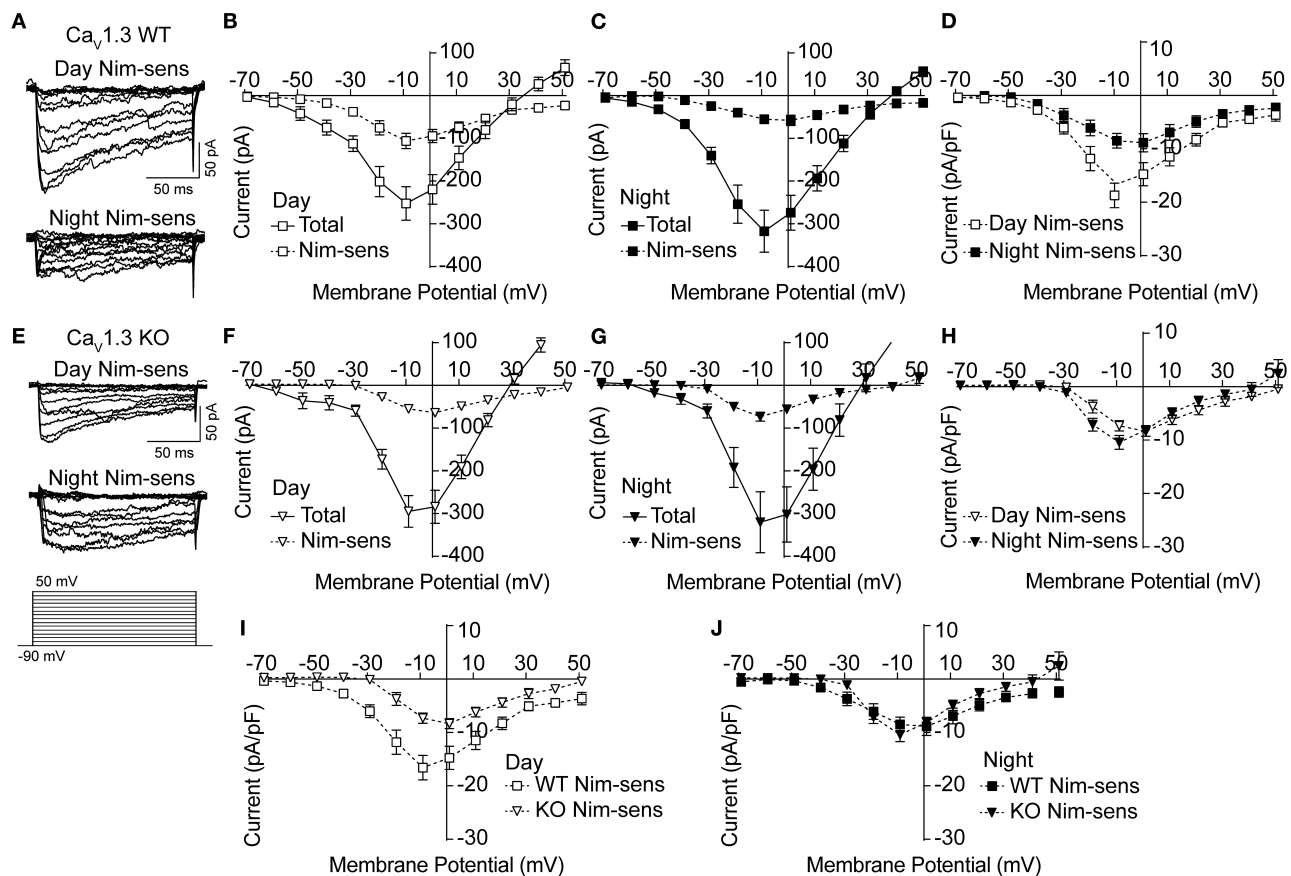 A
CaV1.3 WT
Day Nim-sens
50 pA
50 ms
Night Nim-sens
B
100
-70 -50 -30 -10 10 30 50
-100
-200
-300
-400
Current (pA)
Day
Total
Nim-sens
Membrane Potential (mV)
C
100
-70 -50 -30 -10 10 30 50
-100
-200
-300
-400
Current (pA)
Night
Total
Nim-sens
Membrane Potential (mV)
D
10
-70 -50 -30 -10 10 30 50
-10
-20
-30
Current (pA/pF)
Day Nim-sens
Night Nim-sens
Membrane Potential (mV)
E
CaV1.3 KO
Day Nim-sens
50 pA
50 ms
Night Nim-sens
50 mV
-90 mV
F
100
-70 -50 -30 -10 10 30 50
-100
-200
-300
-400
Current (pA)
Day
Total
Nim-sens
Membrane Potential (mV)
G
100
-70 -50 -30 -10 10 30 50
-100
-200
-300
-400
Current (pA)
Night
Total
Nim-sens
Membrane Potential (mV)
H
10
-70 -50 -30 -10 10 30 50
-10
-20
-30
Current (pA/pF)
Day Nim-sens
Night Nim-sens
Membrane Potential (mV)
I
10
-70 -50 -30 -10 10 30 50
-10
-20
-30
Current (pA/pF)
Day
WT Nim-sens
KO Nim-sens
Membrane Potential (mV)
J
10
-70 -50 -30 -10 10 30 50
-10
-20
-30
Current (pA/pF)
Night
WT Nim-sens
KO Nim-sens
Membrane Potential (mV)